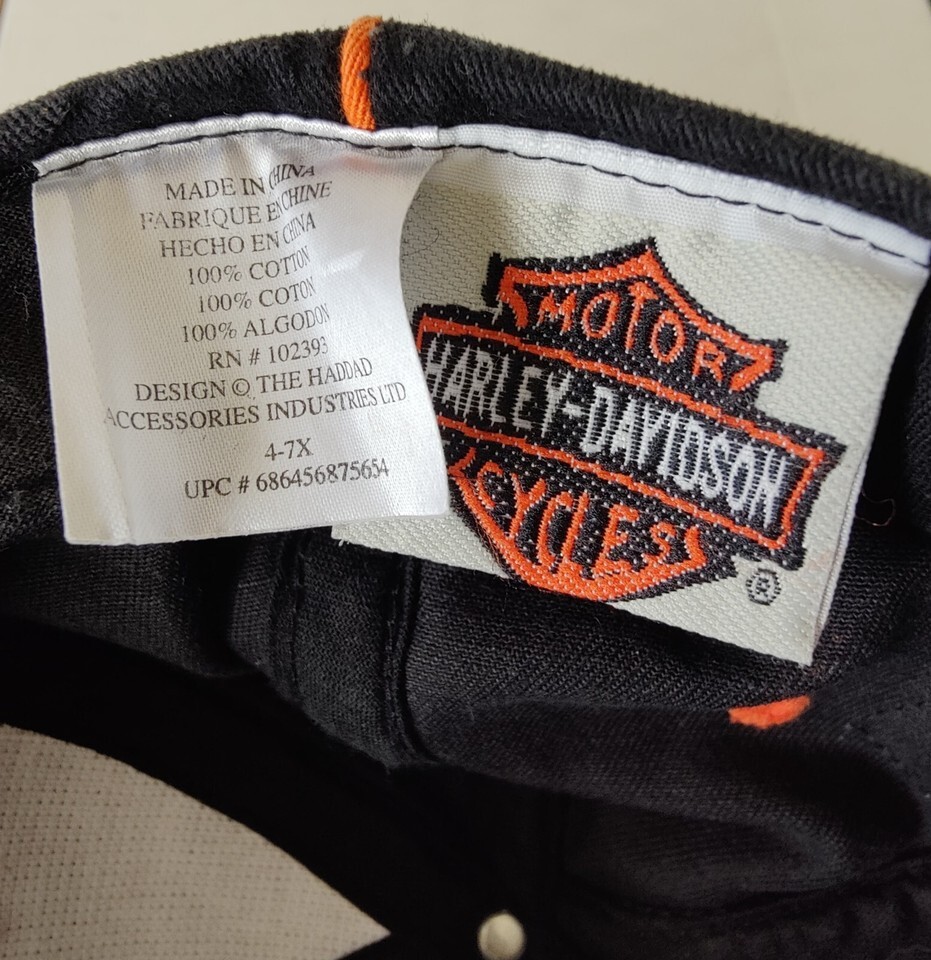 MADE IN CHINA
FABRIQUE EN CHINE
HECHO EN CHINA
100% COTTON
100% COTON
100% ALGODON
RN # 102393
DESIGN © THE HADDAD
ACCESSORIES INDUSTRIES LTD
4-7X
UPC # 686456875654
MOTOR
HARLEY-DAVIDSON
CYCLES
®